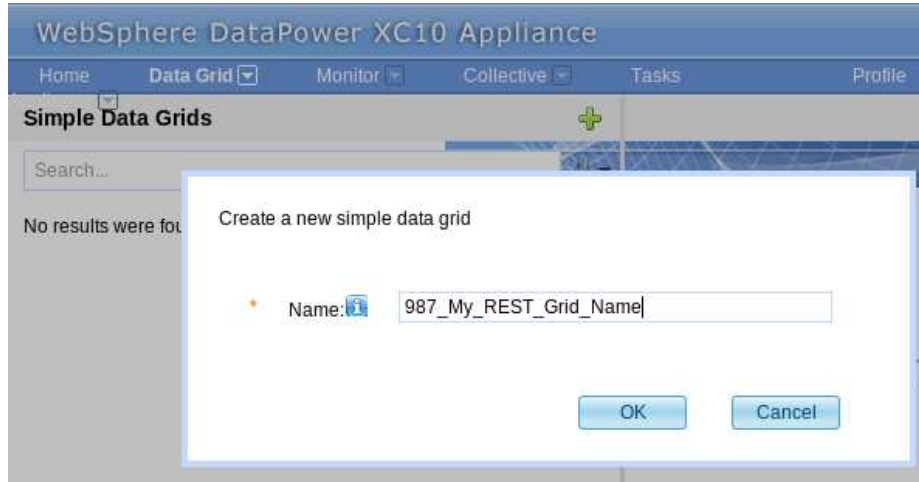 WebSphere DataPower XC10 Appliance
Home Data Grid Monitor Collective Tasks Profile
Simple Data Grids
Search...
No results were fou
Create a new simple data grid
* Name: 987_My_REST_Grid_Name
OK Cancel